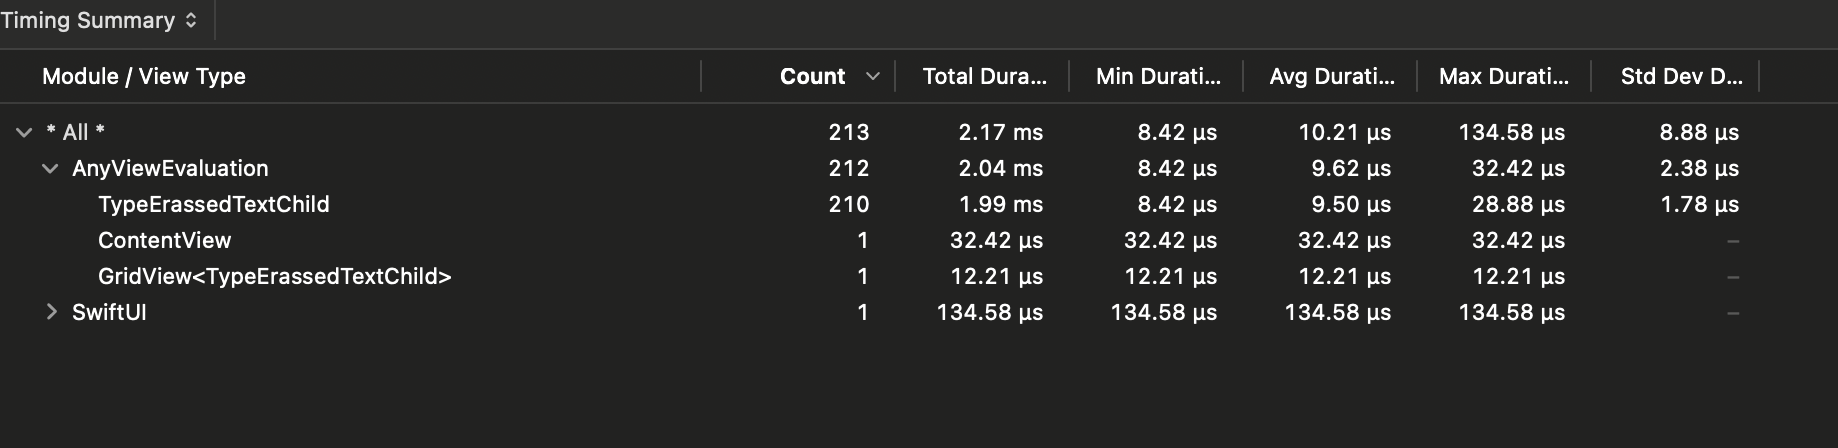 Timing Summary
Module / View Type Count Total Dura... Min Durati... Avg Durati... Max Durati... Std Dev D...
* All * 213 2.17 ms 8.42 µs 10.21 µs 134.58 µs 8.88 µs
AnyViewEvaluation 212 2.04 ms 8.42 µs 9.62 µs 32.42 µs 2.38 µs
TypeErassedTextChild 210 1.99 ms 8.42 µs 9.50 µs 28.88 µs 1.78 µs
ContentView 1 32.42 µs 32.42 µs 32.42 µs 32.42 µs –
GridView<TypeErassedTextChild> 1 12.21 µs 12.21 µs 12.21 µs 12.21 µs –
SwiftUI 1 134.58 µs 134.58 µs 134.58 µs 134.58 µs –